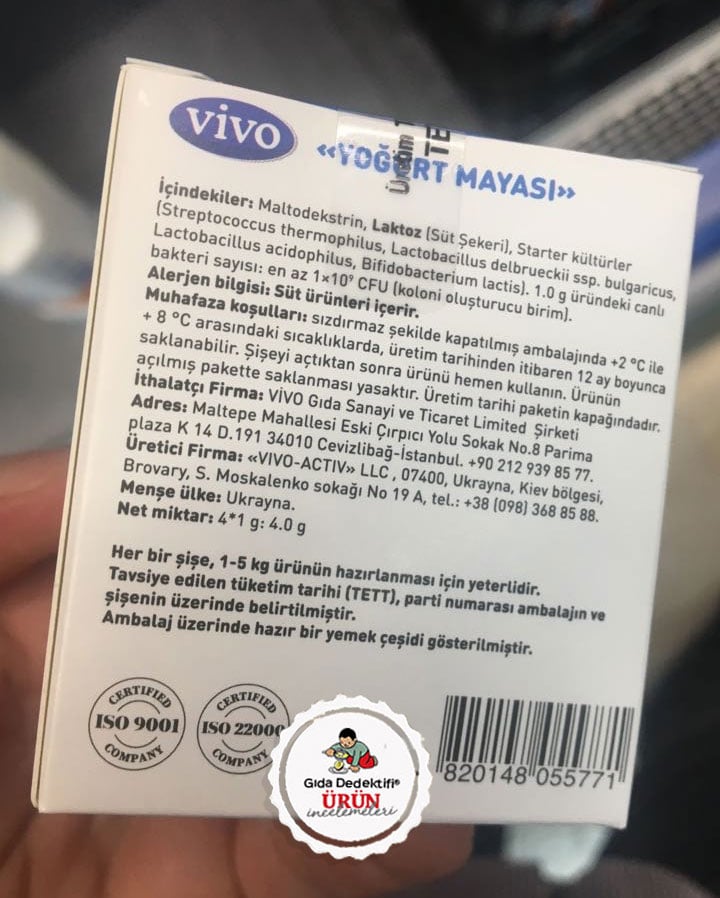 vivo
Üretim T
TE
«YOĞURT MAYASI»
İçindekiler: Maltodekstrin, Laktoz (Süt Şekeri), Starter kültürler
(Streptococcus thermophilus, Lactobacillus delbrueckii ssp. bulgaricus,
Lactobacillus acidophilus, Bifidobacterium lactis). 1.0 g üründeki canlı
bakteri sayısı: en az 1×10⁹ CFU (koloni oluşturucu birim).
Alerjen bilgisi: Süt ürünleri içerir.
Muhafaza koşulları: sızdırmaz şekilde kapatılmış ambalajında +2 °C ile
+ 8 °C arasındaki sıcaklıklarda, üretim tarihinden itibaren 12 ay boyunca
saklanabilir. Şişeyi açtıktan sonra ürünü hemen kullanın. Ürünün
açılmış pakette saklanması yasaktır. Üretim tarihi paketin kapağındadır.
İthalatçı Firma: VİVO Gıda Sanayi ve Ticaret Limited Şirketi
Adres: Maltepe Mahallesi Eski Çırpıcı Yolu Sokak No.8 Parima
plaza K 14 D.191 34010 Cevizlibağ-İstanbul. +90 212 939 85 77.
Üretici Firma: «VIVO-ACTIV» LLC , 07400, Ukrayna, Kiev bölgesi,
Brovary, S. Moskalenko sokağı No 19 A, tel.: +38 (098) 368 85 88.
Menşe ülke: Ukrayna.
Net miktar: 4*1 g: 4.0 g
Her bir şişe, 1-5 kg ürünün hazırlanması için yeterlidir.
Tavsiye edilen tüketim tarihi (TETT), parti numarası ambalajın ve
şişenin üzerinde belirtilmiştir.
Ambalaj üzerinde hazır bir yemek çeşidi gösterilmiştir.
CERTIFIED
ISO 9001
COMPANY
CERTIFIED
ISO 22000
COMPANY
Gıda Dedektifi®
ÜRÜN
incelemeleri
820148 055771